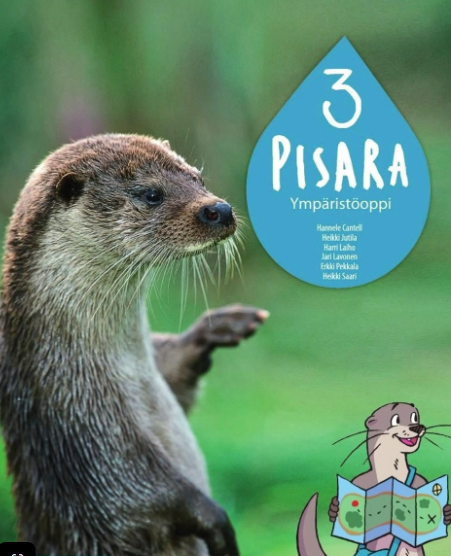 3
PISARA
Ympäristöoppi
Hannele Cantell
Heikki Jutila
Harri Laiho
Jari Lavonen
Erkki Pekkala
Heikki Saari